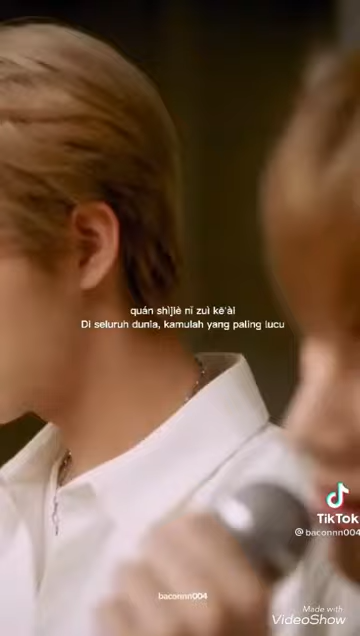 quán shìjiè nǐ zuì kě'ài
Di seluruh dunia, kamulah yang paling lucu
TikTok
@baconnn004
baconnn004
Made with
VideoShow